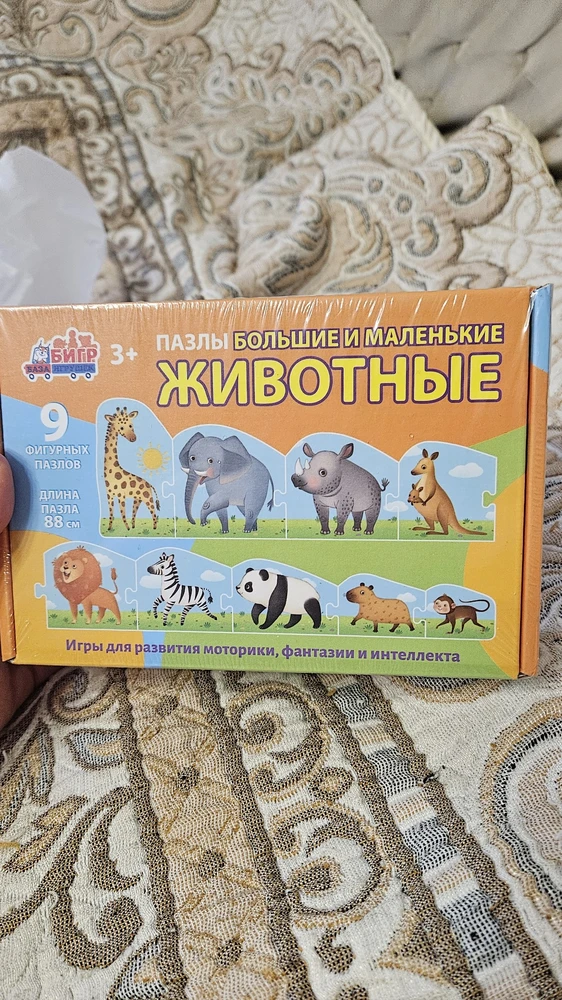 БИГР
БАЗА ИГРУШЕК
3+
ПАЗЛЫ БОЛЬШИЕ И МАЛЕНЬКИЕ
ЖИВОТНЫЕ
9
ФИГУРНЫХ
ПАЗЛОВ
ДЛИНА
ПАЗЛА
88 СМ
Игры для развития моторики, фантазии и интеллекта